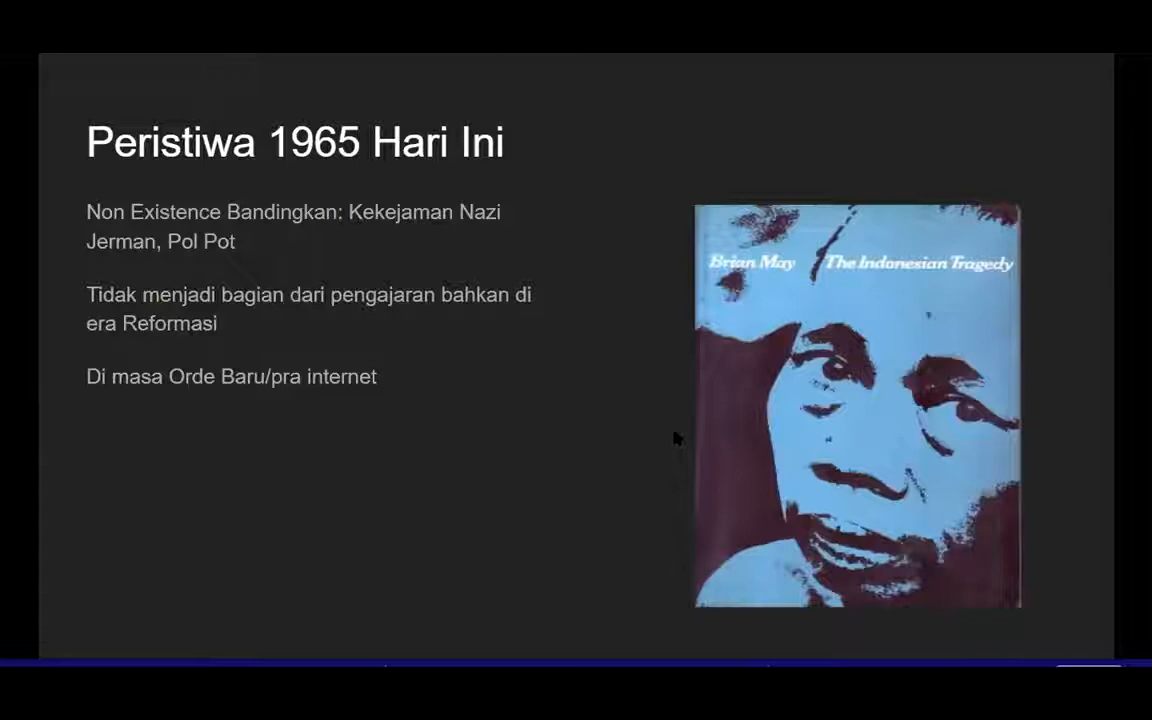 Peristiwa 1965 Hari Ini
Non Existence Bandingkan: Kekejaman Nazi
Jerman, Pol Pot
Tidak menjadi bagian dari pengajaran bahkan di
era Reformasi
Di masa Orde Baru/pra internet
Brian May The Indonesian Tragedy